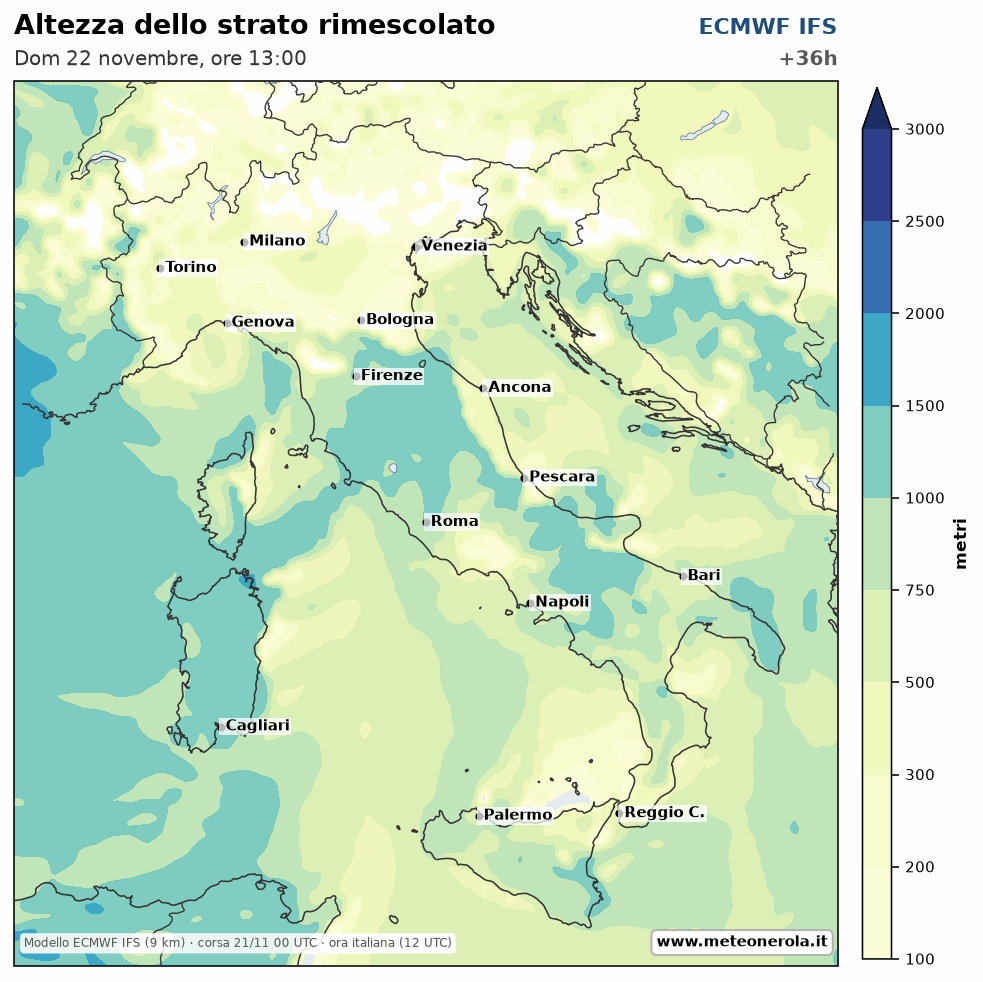 Altezza dello strato rimescolato
ECMWF IFS
Dom 22 novembre, ore 13:00
+36h
3000
2500
2000
1500
1000
750
500
300
200
100
metri
Milano
Venezia
Torino
Genova
Bologna
Firenze
Ancona
Pescara
Roma
Bari
Napoli
Cagliari
Palermo
Reggio C.
Modello ECMWF IFS (9 km) · corsa 21/11 00 UTC · ora italiana (12 UTC)
www.meteonerola.it